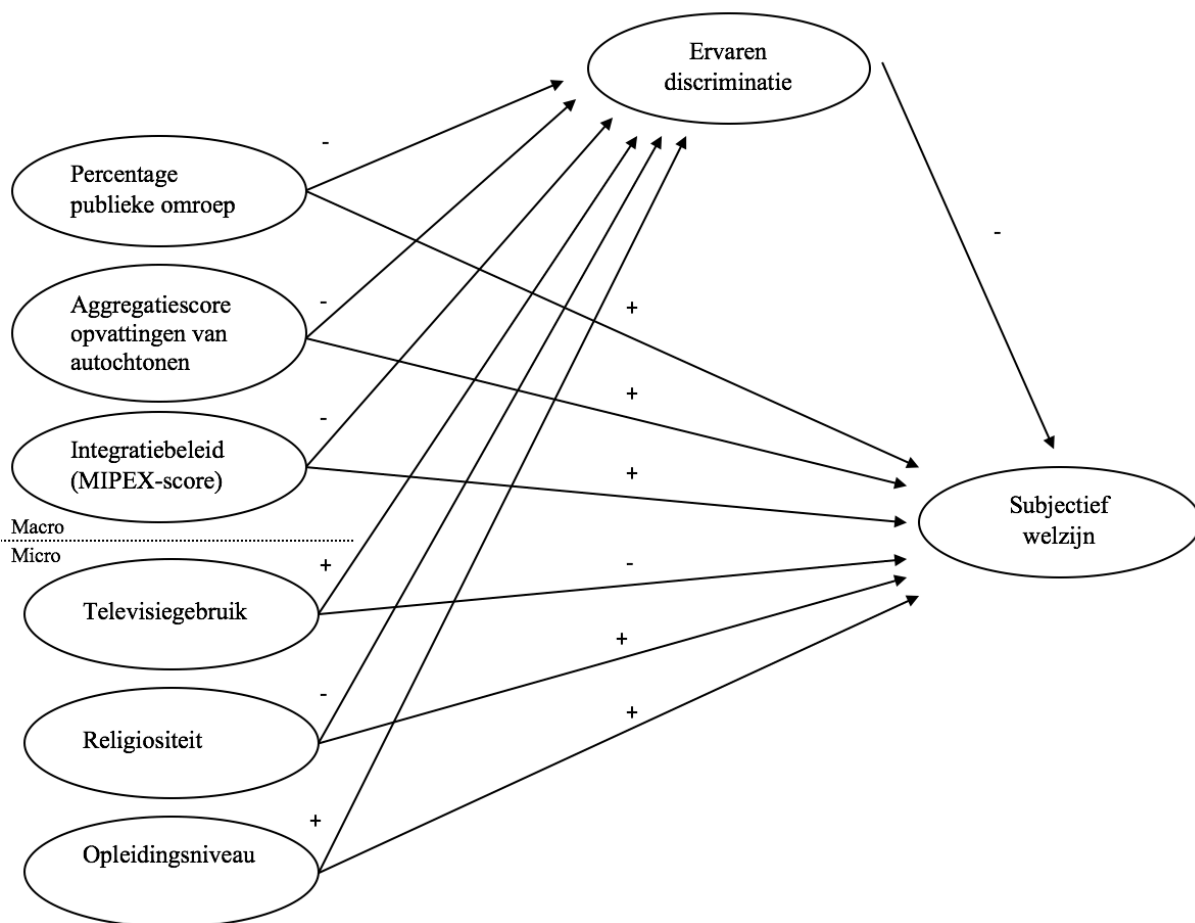 Ervaren
discriminatie
-
Percentage
publieke omroep
-
-
Aggregatiescore
opvattingen van
autochtonen
+
+
-
Integratiebeleid
(MIPEX-score)
+
Subjectief
welzijn
Macro
Micro
+
-
Televisiegebruik
+
-
Religiositeit
+
+
Opleidingsniveau